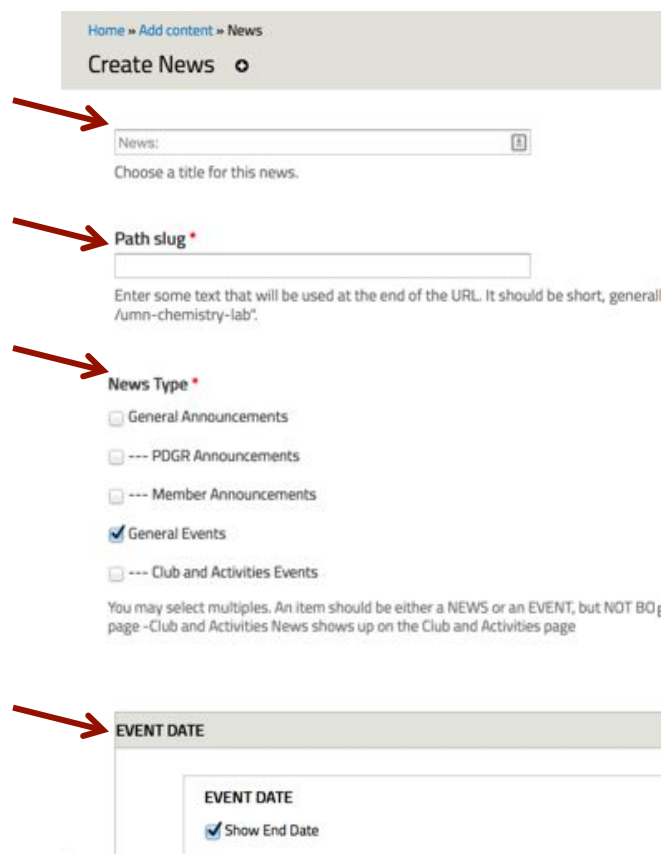 Home » Add content » News
Create News
News:
Choose a title for this news.
Path slug *
Enter some text that will be used at the end of the URL. It should be short, generall
/umn-chemistry-lab".
News Type *
General Announcements
--- PDGR Announcements
--- Member Announcements
General Events
--- Club and Activities Events
You may select multiples. An item should be either a NEWS or an EVENT, but NOT BO
page -Club and Activities News shows up on the Club and Activities page
EVENT DATE
EVENT DATE
Show End Date